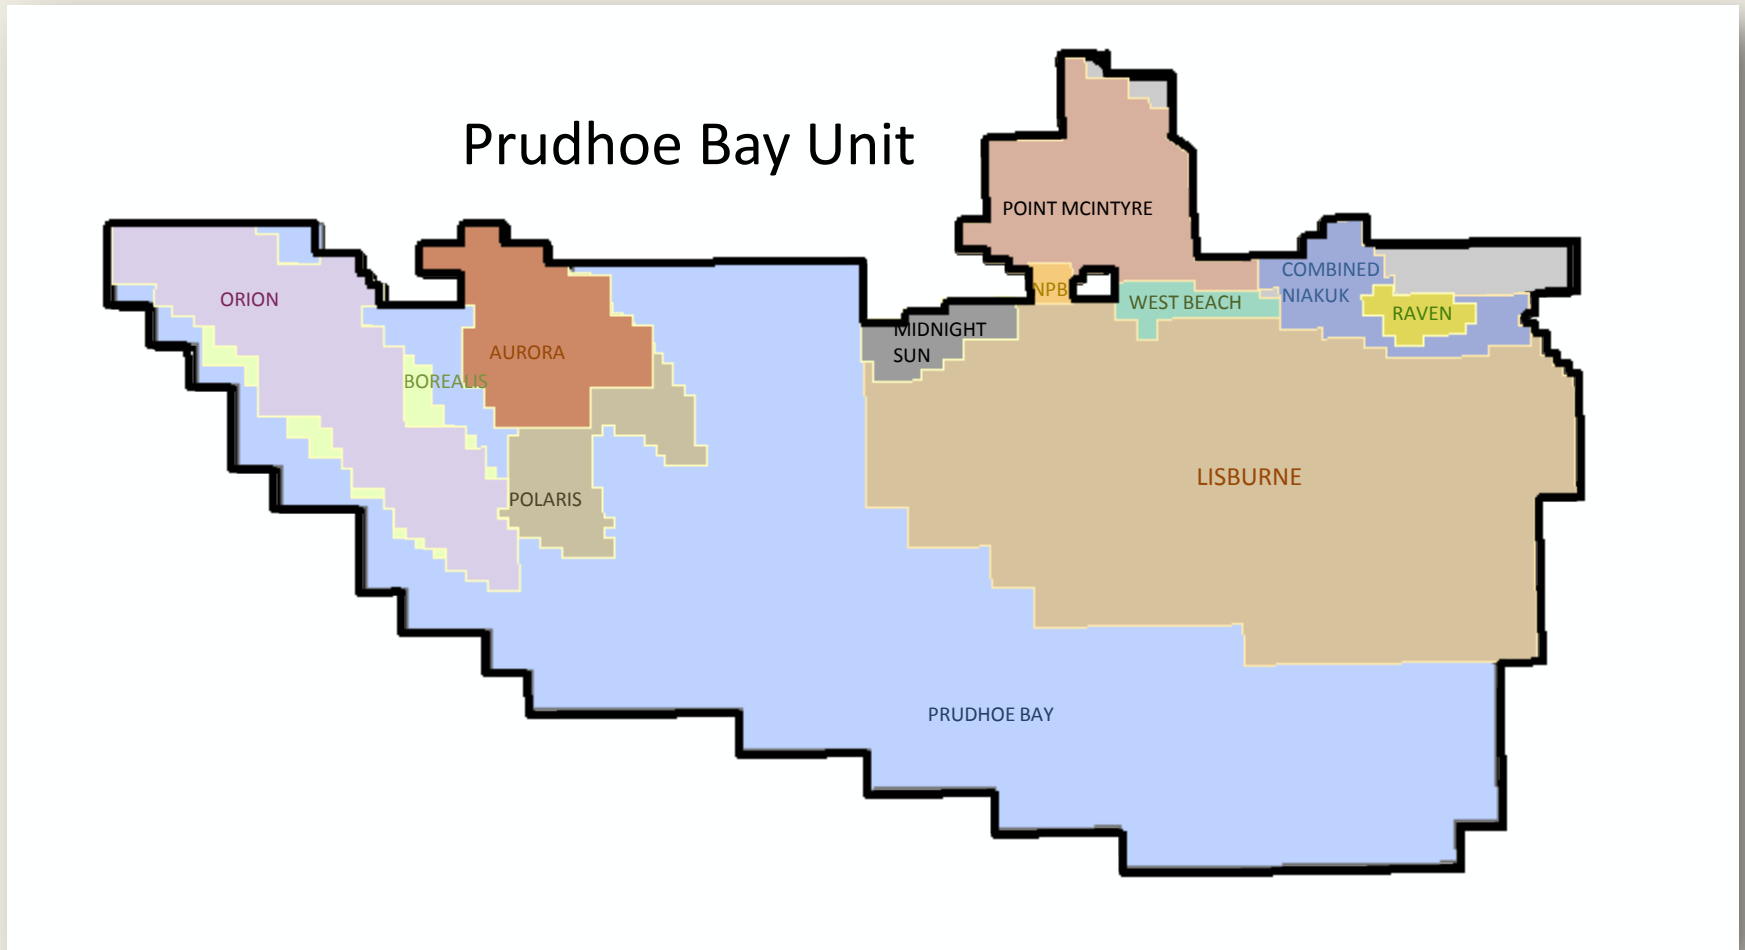 Prudhoe Bay Unit
POINT MCINTYRE
COMBINED
NIAKUK
NPB
WEST BEACH
ORION
RAVEN
MIDNIGHT
SUN
AURORA
BOREALIS
LISBURNE
POLARIS
PRUDHOE BAY